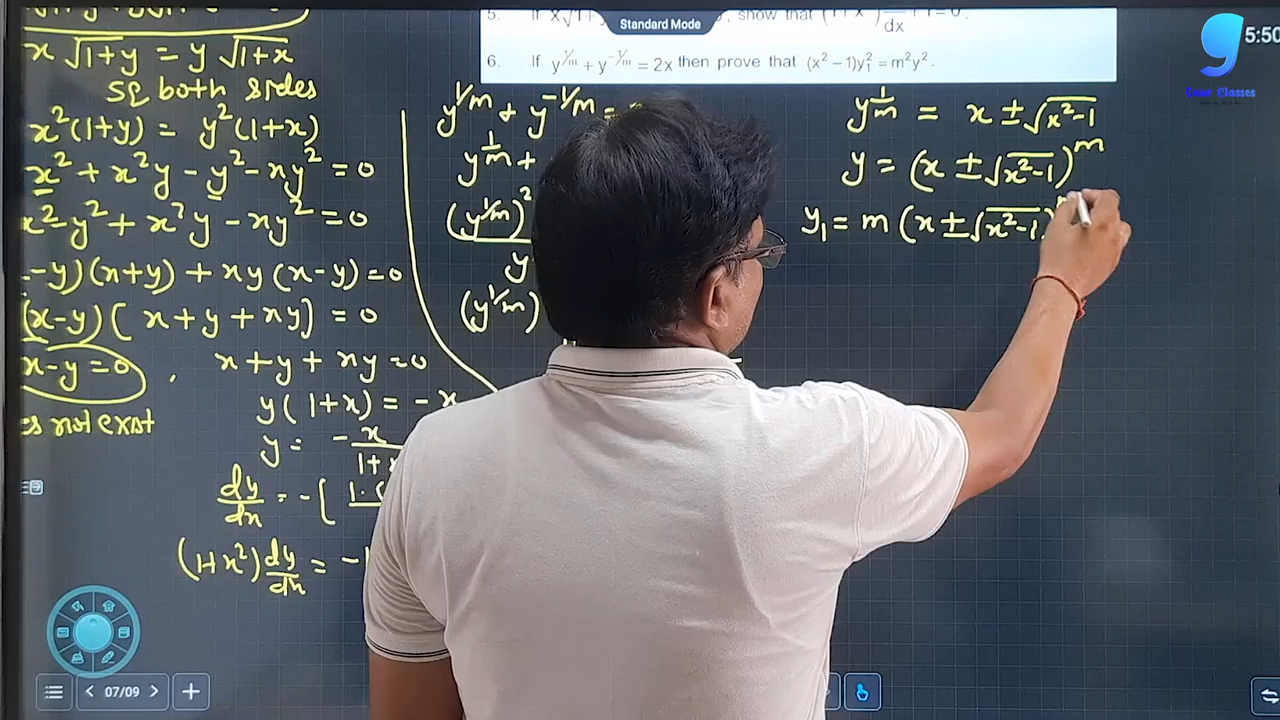 5. If x√1+y, show that (1+x
dx
Standard Mode
6. If y^{1/m} + y^{-1/m} = 2x then prove that (x² – 1)y₁² = m²y².
5:50
Classes
x √1+y = y √1+x
Sq both sides
x²(1+y) = y²(1+x)
x² + x²y - y² - xy² = 0
x² - y² + x²y - xy² = 0
-y)(x+y) + xy(x-y) = 0
(x-y)[x+y+xy] = 0
x-y=0, x+y+xy=0
es not exist
y(1+x) = -x
y = -x/1+x
dy/dx = -[1.(
(1+x²)dy/dx = -1
y^{1/m} + y^{-1/m} =
y^{1/m} +
(y^{1/m})²
y
(y^{1/m})
y^{1/m} = x ± √x²-1
y = (x ± √x²-1)^m
y₁ = m(x ± √x²-1)
07/09